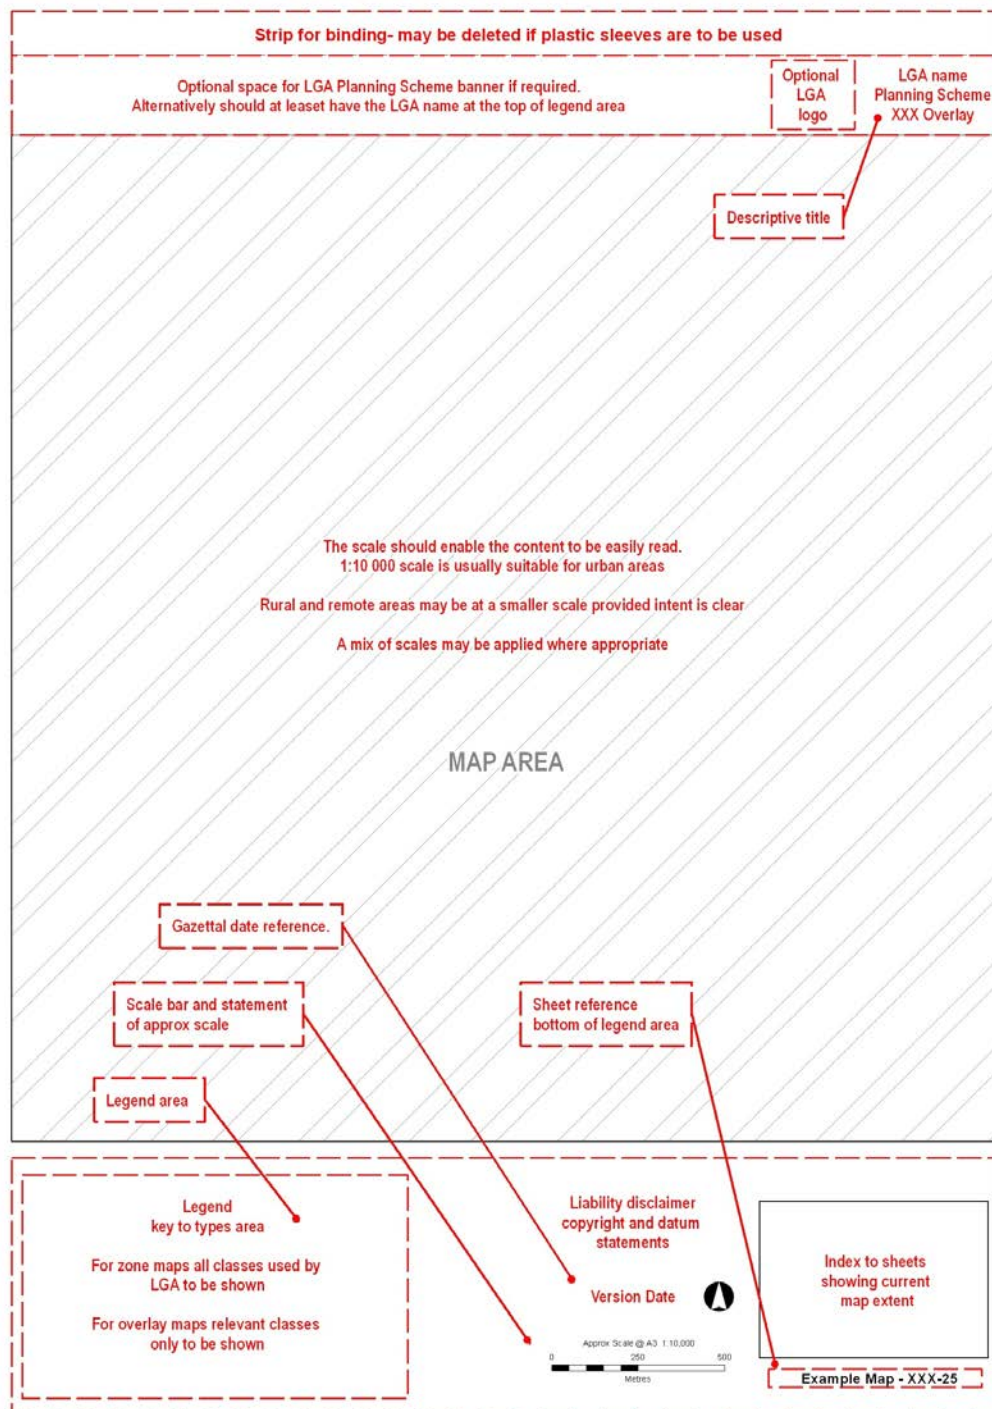 Strip for binding- may be deleted if plastic sleeves are to be used
Optional space for LGA Planning Scheme banner if required.
Alternatively should at leaset have the LGA name at the top of legend area
Optional
LGA
logo
LGA name
Planning Scheme
XXX Overlay
Descriptive title
The scale should enable the content to be easily read.
1:10 000 scale is usually suitable for urban areas
Rural and remote areas may be at a smaller scale provided intent is clear
A mix of scales may be applied where appropriate
MAP AREA
Gazettal date reference.
Scale bar and statement
of approx scale
Sheet reference
bottom of legend area
Legend area
Legend
key to types area
For zone maps all classes used by
LGA to be shown
For overlay maps relevant classes
only to be shown
Liability disclaimer
copyright and datum
statements
Version Date
Approx Scale @ A3 1:10,000
0 250 500
Metres
Index to sheets
showing current
map extent
Example Map - XXX-25